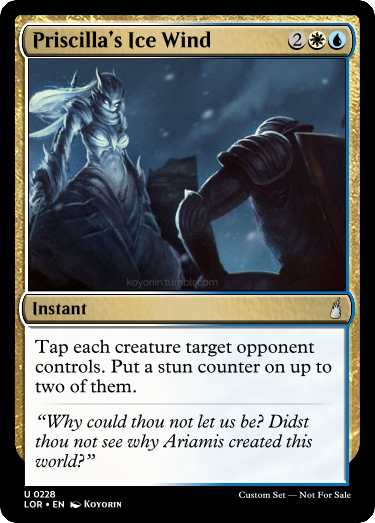 Priscilla's Ice Wind 2
koyoriin.tumblr.com
Instant
Tap each creature target opponent
controls. Put a stun counter on up to
two of them.
“Why could thou not let us be? Didst
thou not see why Ariamis created this
world?”
U 0228
LOR • EN Koyorin
Custom Set — Not For Sale